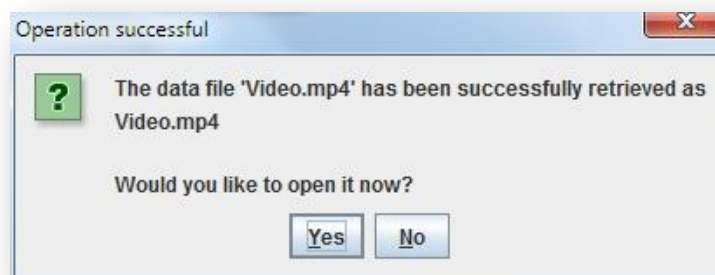 Operation successful
The data file 'Video.mp4' has been successfully retrieved as
Video.mp4
Would you like to open it now?
Yes No